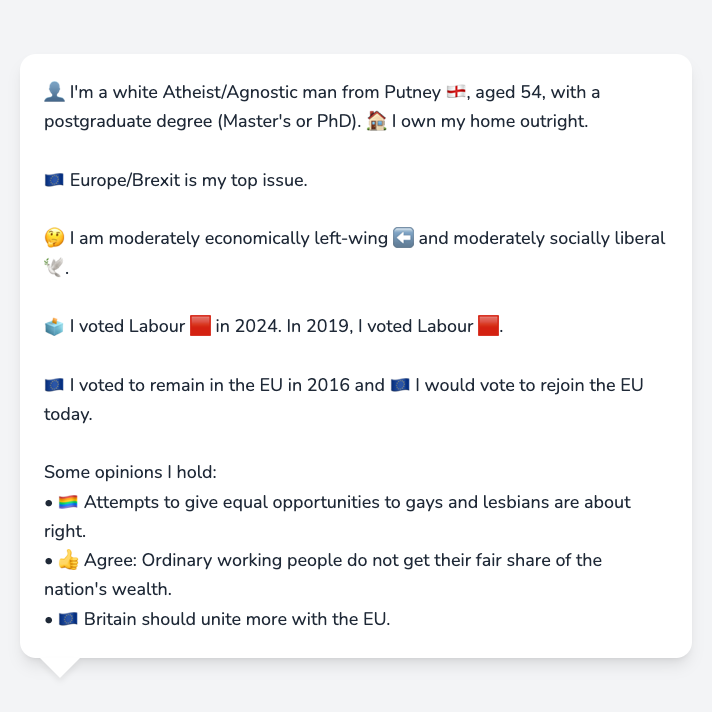 👤 I'm a white Atheist/Agnostic man from Putney 🏴󠁧󠁢󠁥󠁮󠁧󠁿, aged 54, with a
postgraduate degree (Master's or PhD). 🏠 I own my home outright.
🇪🇺 Europe/Brexit is my top issue.
🤔 I am moderately economically left-wing ⬅️ and moderately socially liberal
🕊️.
🗳️ I voted Labour 🟥 in 2024. In 2019, I voted Labour 🟥.
🇪🇺 I voted to remain in the EU in 2016 and 🇪🇺 I would vote to rejoin the EU
today.
Some opinions I hold:
• 🏳️‍🌈 Attempts to give equal opportunities to gays and lesbians are about
right.
• 👍 Agree: Ordinary working people do not get their fair share of the
nation's wealth.
• 🇪🇺 Britain should unite more with the EU.